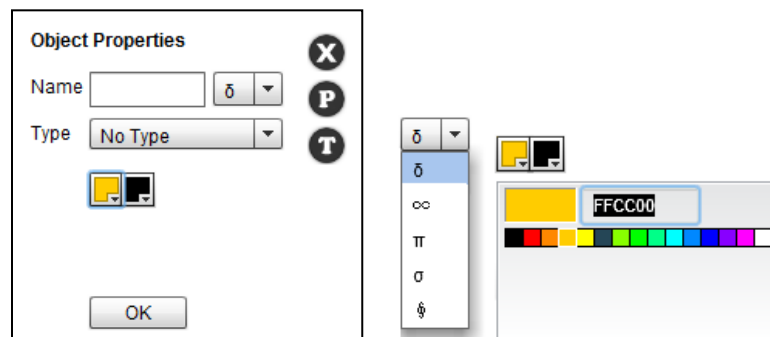 Object Properties
X
Name
δ
P
Type
No Type
T
OK
δ
δ
∞
π
σ
∮
FFCC00